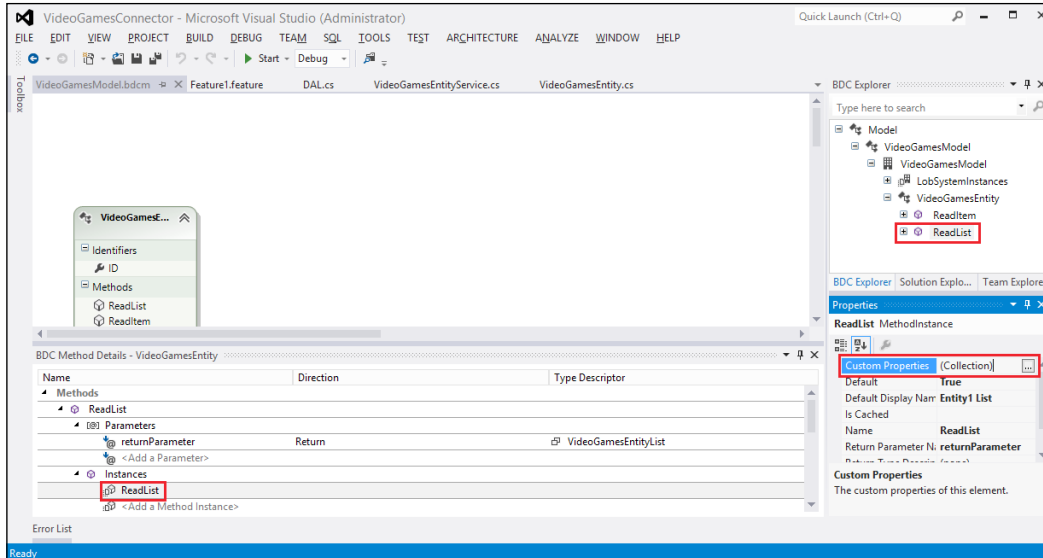 VideoGamesConnector - Microsoft Visual Studio (Administrator)
Quick Launch (Ctrl+Q)
FILE EDIT VIEW PROJECT BUILD DEBUG TEAM SQL TOOLS TEST ARCHITECTURE ANALYZE WINDOW HELP
Start Debug
Toolbox
VideoGamesModel.bdcm Feature1.feature DAL.cs VideoGamesEntityService.cs VideoGamesEntity.cs
VideoGamesE...
Identifiers
ID
Methods
ReadList
ReadItem
BDC Method Details - VideoGamesEntity
Name Direction Type Descriptor
Methods
ReadList
Parameters
returnParameter Return VideoGamesEntityList
<Add a Parameter>
Instances
ReadList
<Add a Method Instance>
Error List
Ready
BDC Explorer
Type here to search
Model
VideoGamesModel
VideoGamesModel
LobSystemInstances
VideoGamesEntity
ReadItem
ReadList
BDC Explorer Solution Explo... Team Explore
Properties
ReadList MethodInstance
Custom Properties (Collection) ...
Default True
Default Display Nam Entity1 List
Is Cached
Name ReadList
Return Parameter Na returnParameter
Return Type Descrip (none)
Custom Properties
The custom properties of this element.